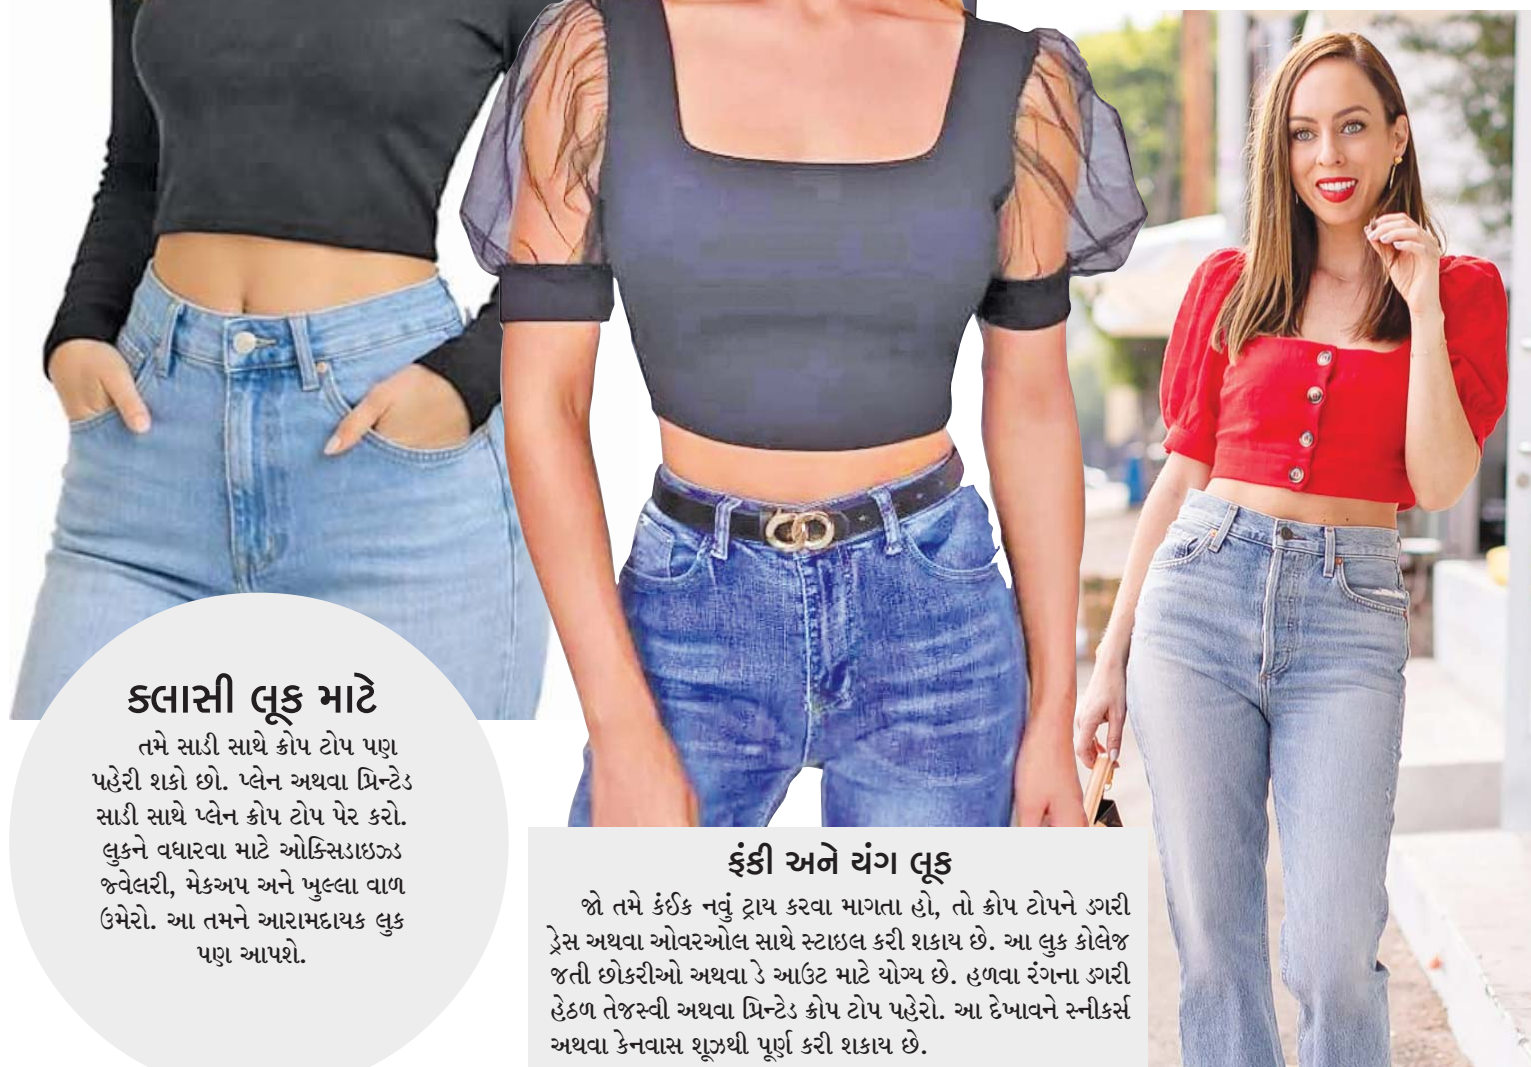 ક્લાસી લૂક માટે
તમે સાડી સાથે ક્રોપ ટોપ પણ
પહેરી શકો છો. પ્લેન અથવા પ્રિન્ટેડ
સાડી સાથે પ્લેન ક્રોપ ટોપ પેર કરો.
લુકને વધારવા માટે ઓક્સિડાઇઝ્ડ
જ્વેલરી, મેકઅપ અને ખુલ્લા વાળ
ઉમેરો. આ તમને આરામદાયક લુક
પણ આપશે.
ફંકી અને યંગ લૂક
જો તમે કંઈક નવું ટ્રાય કરવા માગતા હો, તો ક્રોપ ટોપને ડગરી
ડ્રેસ અથવા ઓવરઓલ સાથે સ્ટાઇલ કરી શકાય છે. આ લુક કોલેજ
જતી છોકરીઓ અથવા ડે આઉટ માટે યોગ્ય છે. હળવા રંગના ડગરી
હેઠળ તેજસ્વી અથવા પ્રિન્ટેડ ક્રોપ ટોપ પહેરો. આ દેખાવને સ્નીકર્સ
અથવા કેનવાસ શૂઝથી પૂર્ણ કરી શકાય છે.